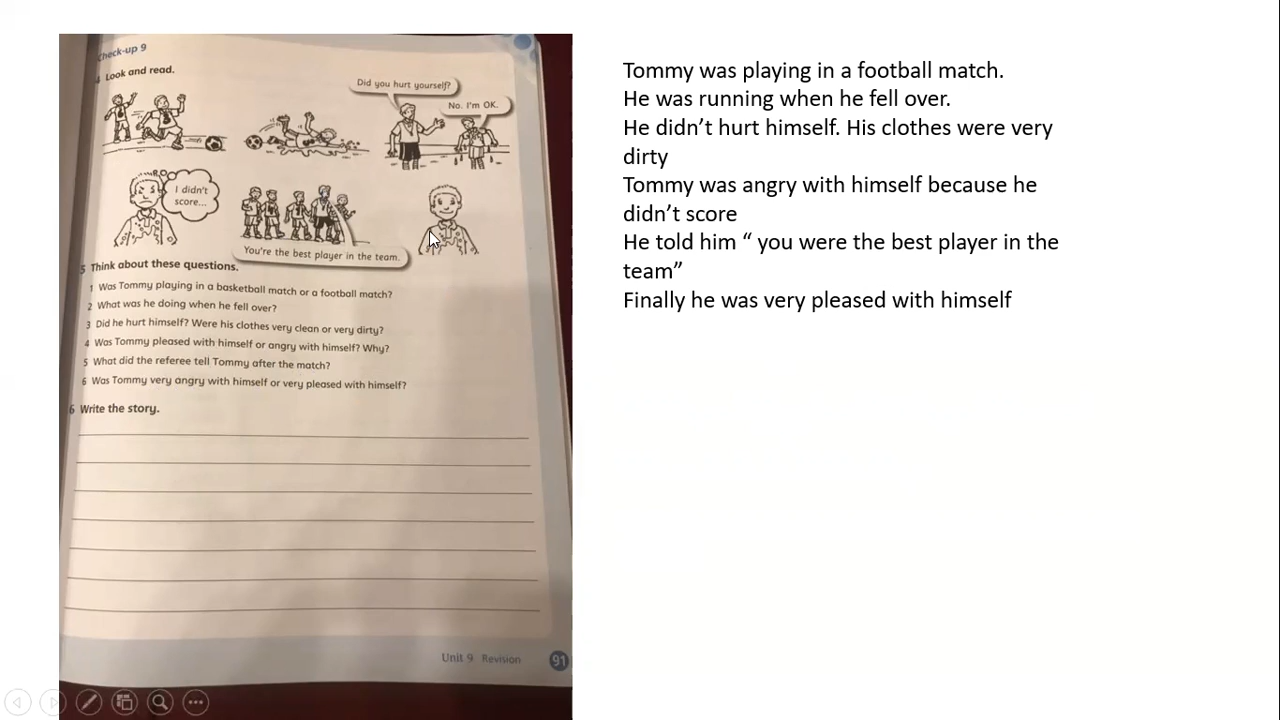 Check-up 9
4 Look and read.
Did you hurt yourself?
No. I'm OK.
I didn't
score...
You're the best player in the team.
5 Think about these questions.
1 Was Tommy playing in a basketball match or a football match?
2 What was he doing when he fell over?
3 Did he hurt himself? Were his clothes very clean or very dirty?
4 Was Tommy pleased with himself or angry with himself? Why?
5 What did the referee tell Tommy after the match?
6 Was Tommy very angry with himself or very pleased with himself?
6 Write the story.
Unit 9 Revision 91
Tommy was playing in a football match.
He was running when he fell over.
He didn’t hurt himself. His clothes were very
dirty
Tommy was angry with himself because he
didn’t score
He told him “ you were the best player in the
team”
Finally he was very pleased with himself